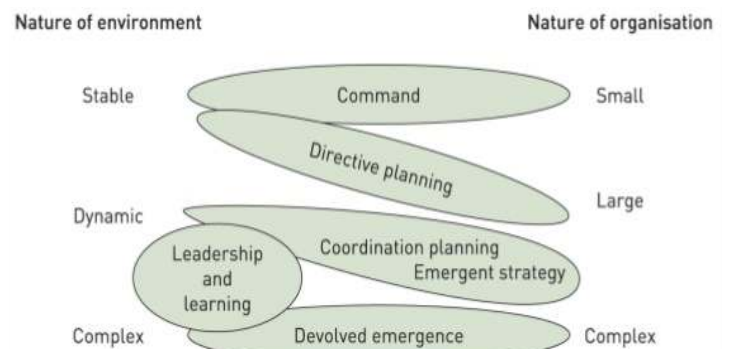 Nature of environment
Nature of organisation
Stable
Command
Small
Directive planning
Large
Dynamic
Coordination planning
Emergent strategy
Leadership
and
learning
Complex
Devolved emergence
Complex